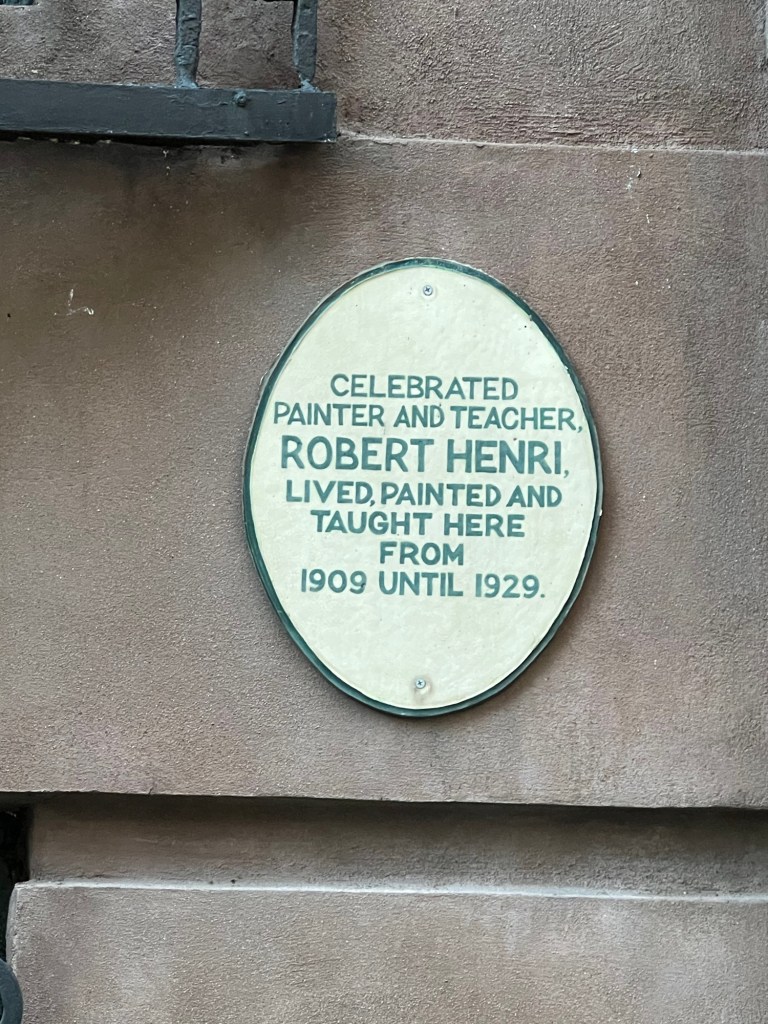 CELEBRATED
PAINTER AND TEACHER,
ROBERT HENRI,
LIVED, PAINTED AND
TAUGHT HERE
FROM
1909 UNTIL 1929.